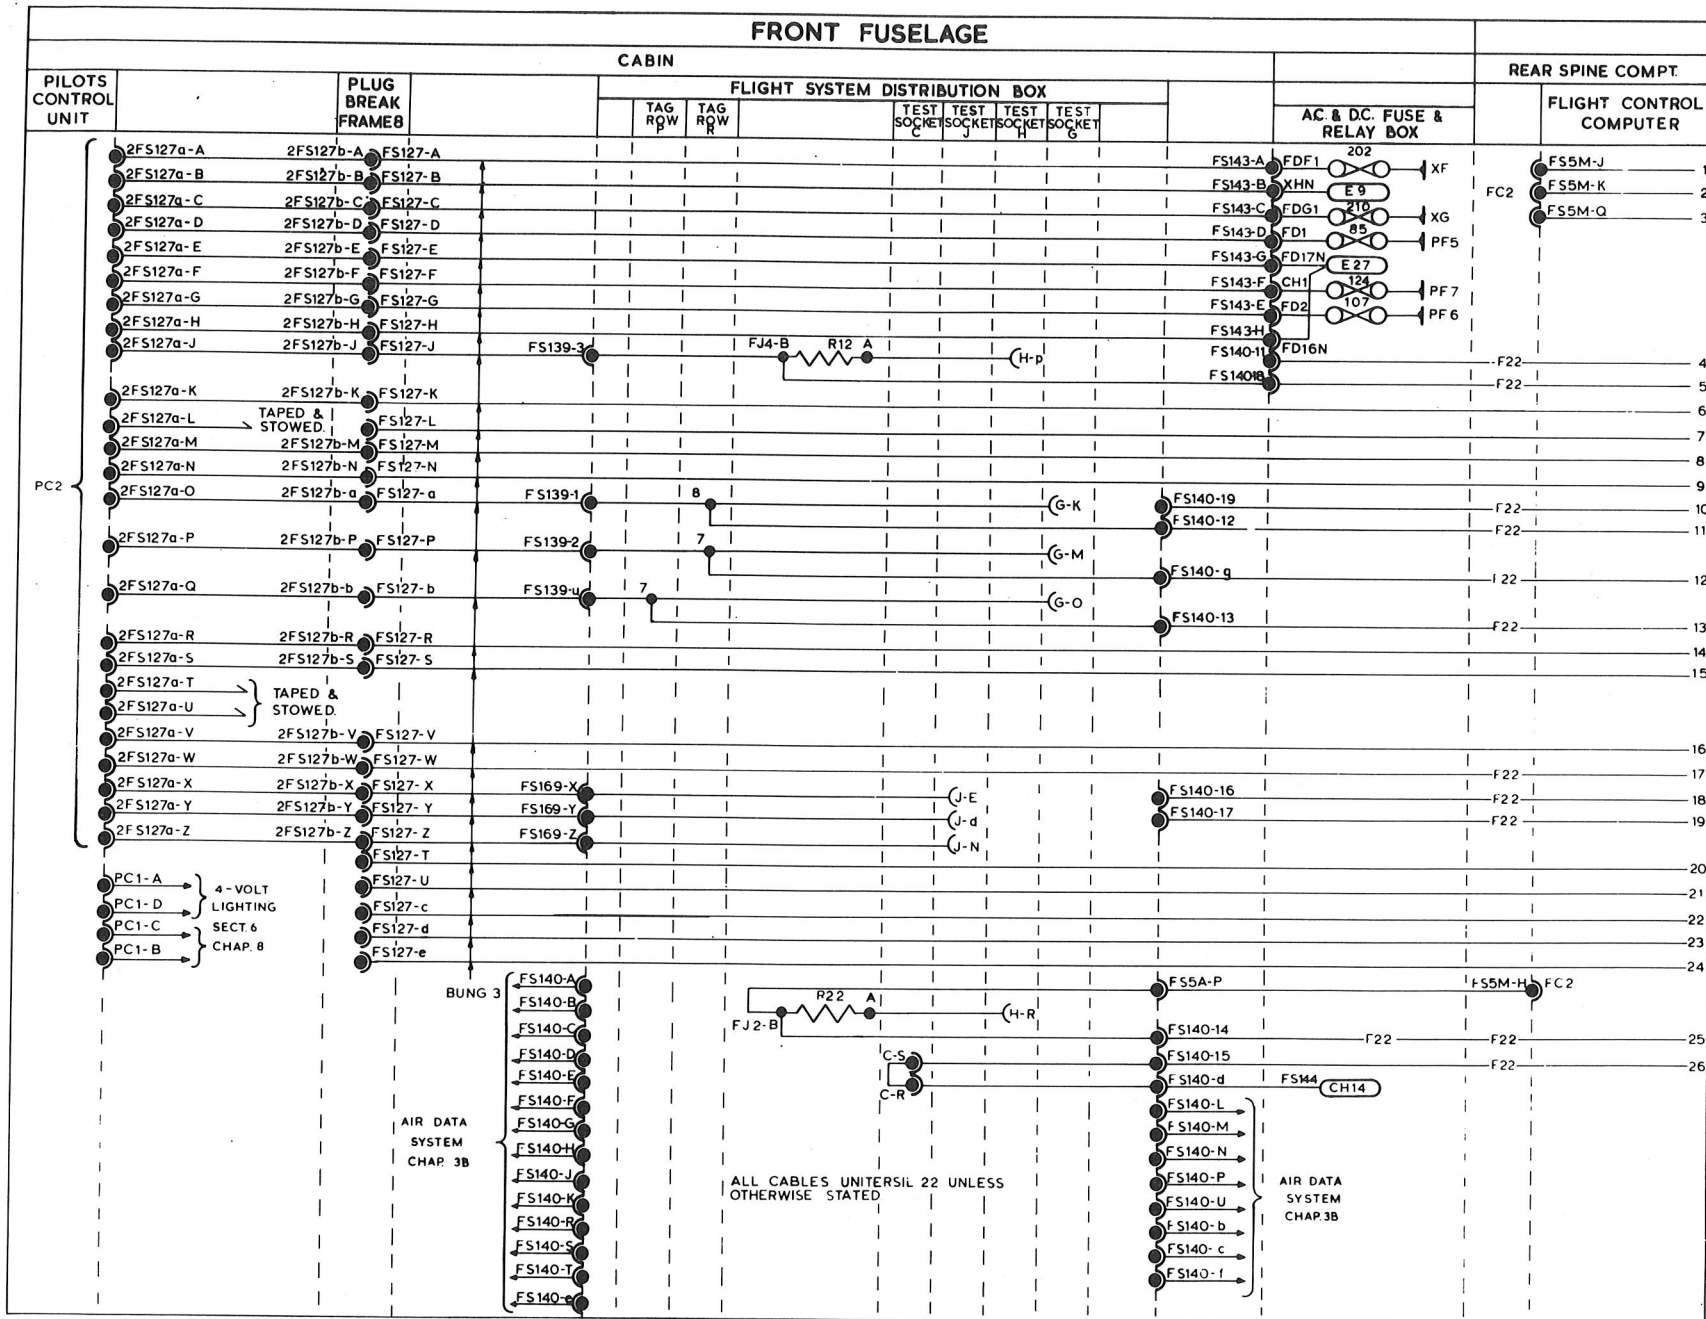 FRONT FUSELAGE
CABIN
REAR SPINE COMPT.
PILOTS
CONTROL
UNIT
PLUG
BREAK
FRAME8
FLIGHT SYSTEM DISTRIBUTION BOX
TAG
ROW
P
TAG
ROW
R
TEST
SOCKET
C
TEST
SOCKET
J
TEST
SOCKET
H
TEST
SOCKET
G
A.C. & D.C. FUSE &
RELAY BOX
FLIGHT CONTROL
COMPUTER
2FS127a-A 2FS127b-A FS127-A FS143-A FDF1 202 XF FS5M-J 1
2FS127a-B 2FS127b-B FS127-B FS143-B XHN E9 FC2 FS5M-K 2
2FS127a-C 2FS127b-C FS127-C FS143-C FDG1 210 XG FS5M-Q 3
2FS127a-D 2FS127b-D FS127-D FS143-D FD1 85 PF5
2FS127a-E 2FS127b-E FS127-E FS143-G FD17N E27
2FS127a-F 2FS127b-F FS127-F FS143-F CH1 124 PF7
2FS127a-G 2FS127b-G FS127-G FS143-E FD2 107 PF6
2FS127a-H 2FS127b-H FS127-H FS143-H FD16N
2FS127a-J 2FS127b-J FS127-J FS139-3 FJ4-B R12 A H-p FS140-11 F22 4
FS14018 F22 5
2FS127a-K 2FS127b-K FS127-K 6
2FS127a-L TAPED &
STOWED. FS127-L 7
2FS127a-M 2FS127b-M FS127-M 8
2FS127a-N 2FS127b-N FS127-N 9
PC2
2FS127a-O 2FS127b-a FS127-a FS139-1 8 G-K FS140-19 F22 10
FS140-12 F22 11
2FS127a-P 2FS127b-P FS127-P FS139-2 7 G-M
FS140-g F22 12
2FS127a-Q 2FS127b-b FS127-b FS139-u 7 G-O
FS140-13 F22 13
2FS127a-R 2FS127b-R FS127-R 14
2FS127a-S 2FS127b-S FS127-S 15
2FS127a-T TAPED &
2FS127a-U STOWED.
2FS127a-V 2FS127b-V FS127-V 16
2FS127a-W 2FS127b-W FS127-W F22 17
2FS127a-X 2FS127b-X FS127-X FS169-X J-E FS140-16 F22 18
2FS127a-Y 2FS127b-Y FS127-Y FS169-Y J-d FS140-17 F22 19
2FS127a-Z 2FS127b-Z FS127-Z FS169-Z J-N
FS127-T 20
PC1-A FS127-U 21
PC1-D FS127-c 22
PC1-C FS127-d 23
PC1-B FS127-e 24
4-VOLT
LIGHTING
SECT.6
CHAP. 8
BUNG 3
FS140-A
FS140-B
FS140-C
FS140-D
FS140-E
FS140-F
FS140-G
FS140-H
FS140-J
FS140-K
FS140-R
FS140-S
FS140-T
FS140-e
AIR DATA
SYSTEM
CHAP. 3B
FS5A-P FS5M-H FC2
FJ2-B R22 A H-R
FS140-14 F22 F22 25
C-S FS140-15 F22 26
C-R FS140-d FS144 CH14
FS140-L
FS140-M
FS140-N
FS140-P
FS140-U
FS140-b
FS140-c
FS140-f
AIR DATA
SYSTEM
CHAP.3B
ALL CABLES UNITERSIL 22 UNLESS
OTHERWISE STATED